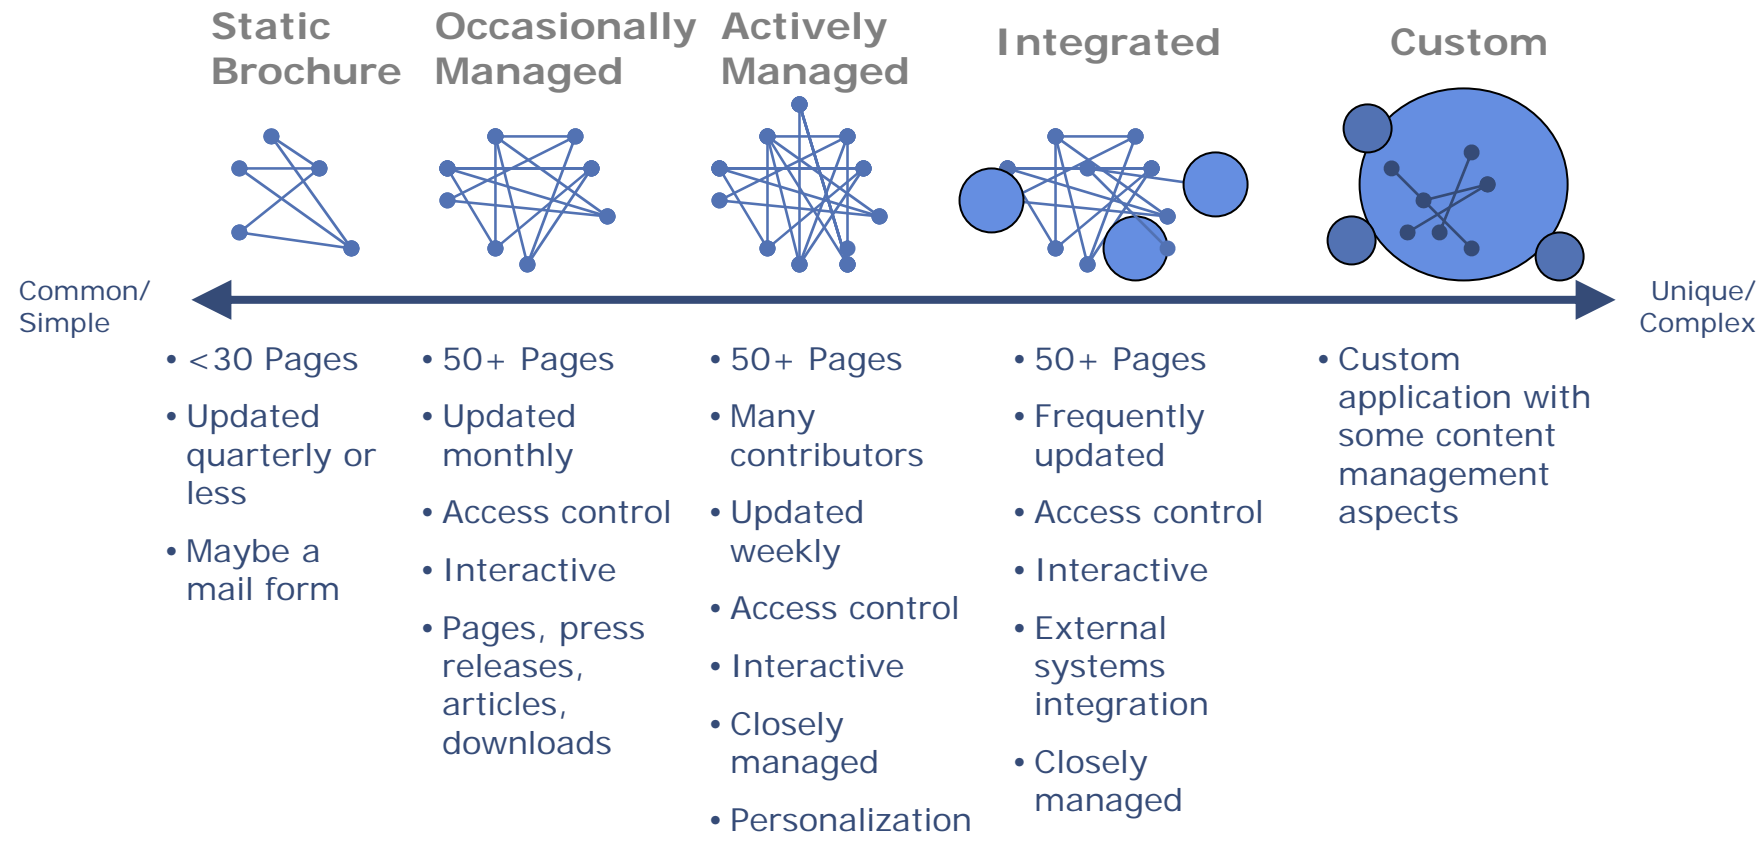 Static
Brochure
Occasionally
Managed
Actively
Managed
Integrated
Custom
Common/
Simple
Unique/
Complex
• <30 Pages
• Updated
quarterly or
less
• Maybe a
mail form
• 50+ Pages
• Updated
monthly
• Access control
• Interactive
• Pages, press
releases,
articles,
downloads
• 50+ Pages
• Many
contributors
• Updated
weekly
• Access control
• Interactive
• Closely
managed
• Personalization
• 50+ Pages
• Frequently
updated
• Access control
• Interactive
• External
systems
integration
• Closely
managed
• Custom
application with
some content
management
aspects